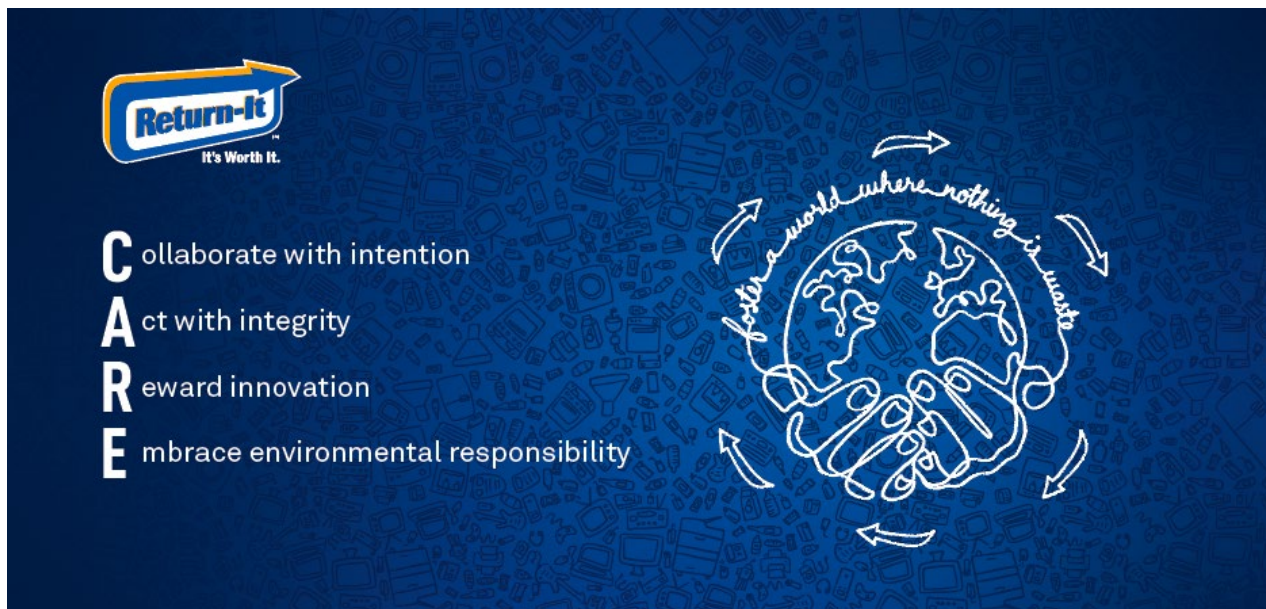 Return-It
™
It's Worth It.
Collaborate with intention
Act with integrity
Reward innovation
Embrace environmental responsibility
foster a world where nothing is waste